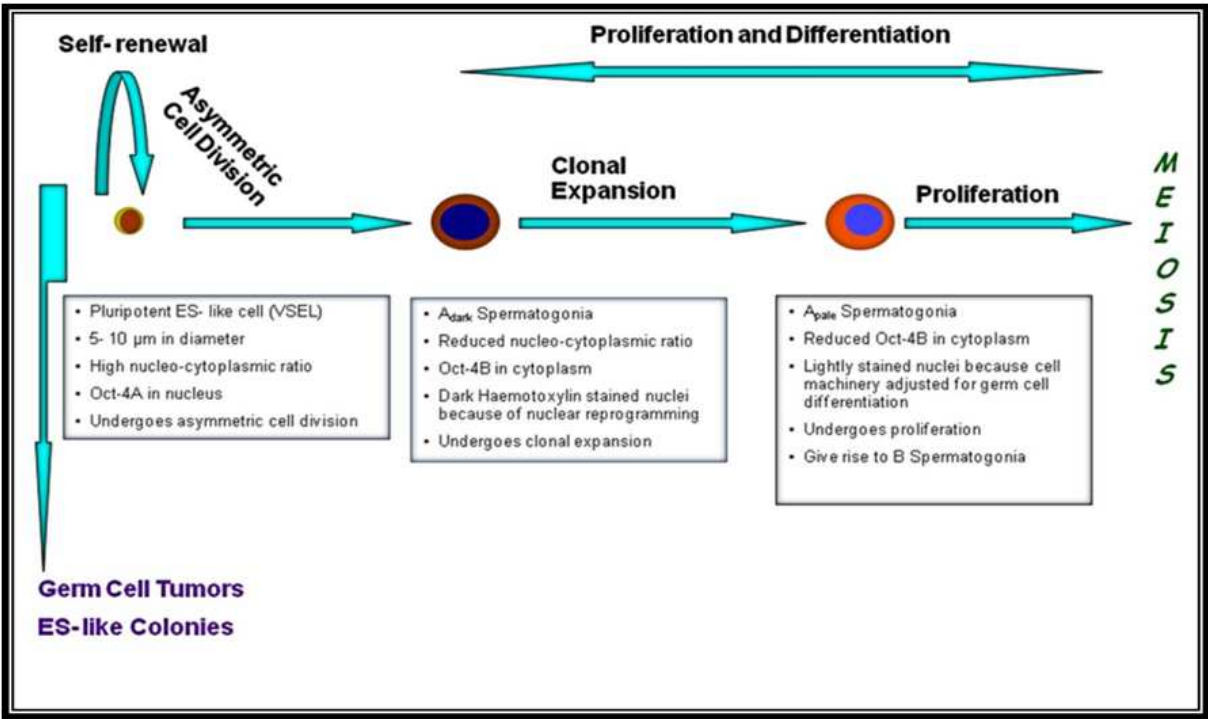 Self- renewal
Proliferation and Differentiation
Asymmetric
Cell Division
Clonal
Expansion
Proliferation
MEIOSIS
• Pluripotent ES- like cell (VSEL)
• 5- 10 µm in diameter
• High nucleo-cytoplasmic ratio
• Oct-4A in nucleus
• Undergoes asymmetric cell division
• Adark Spermatogonia
• Reduced nucleo-cytoplasmic ratio
• Oct-4B in cytoplasm
• Dark Haemotoxylin stained nuclei
because of nuclear reprogramming
• Undergoes clonal expansion
• Apale Spermatogonia
• Reduced Oct-4B in cytoplasm
• Lightly stained nuclei because cell
machinery adjusted for germ cell
differentiation
• Undergoes proliferation
• Give rise to B Spermatogonia
Germ Cell Tumors
ES-like Colonies